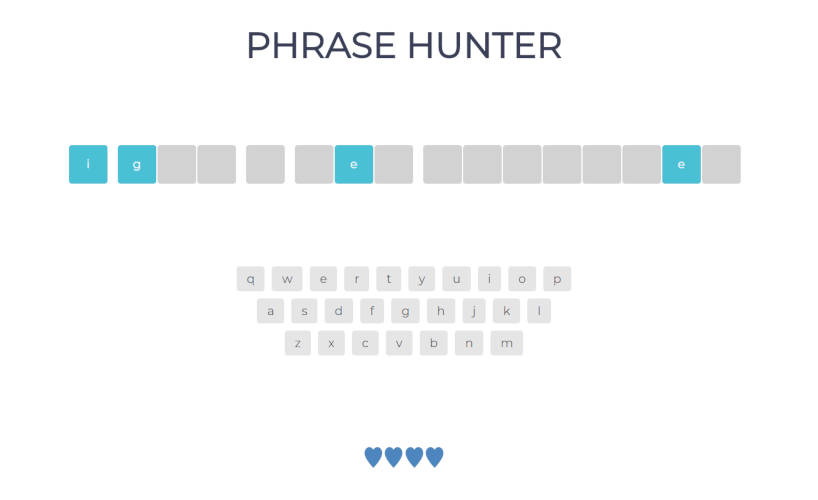 PHRASE HUNTER
i g e e
q w e r t y u i o p
a s d f g h j k l
z x c v b n m